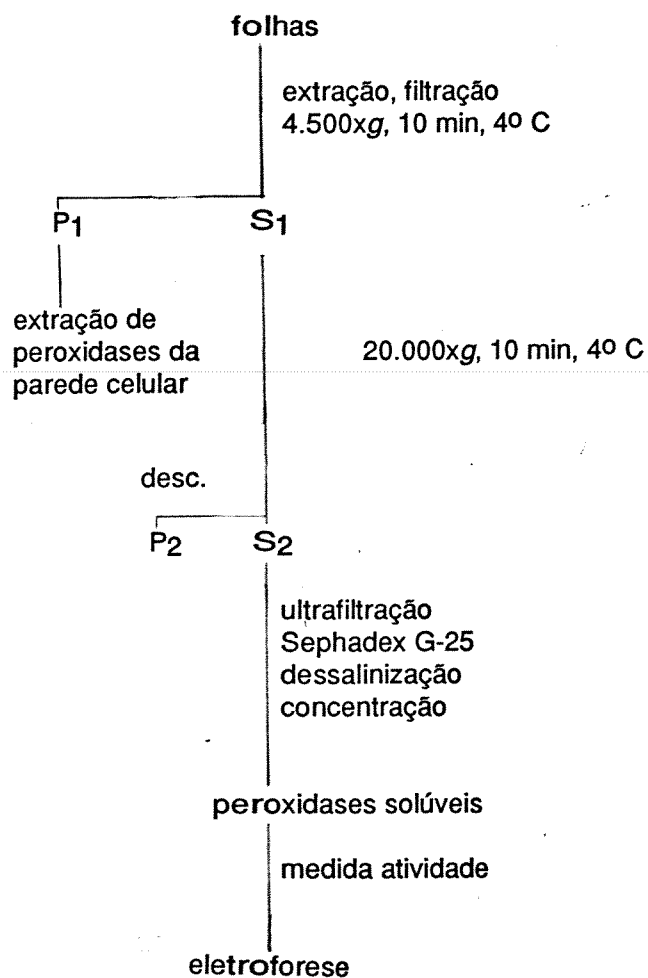 folhas
extração, filtração
4.500xg, 10 min, 4º C
P1 S1
extração de
peroxidases da
parede celular
20.000xg, 10 min, 4º C
desc.
P2 S2
ultrafiltração
Sephadex G-25
dessalinização
concentração
peroxidases solúveis
medida atividade
eletroforese